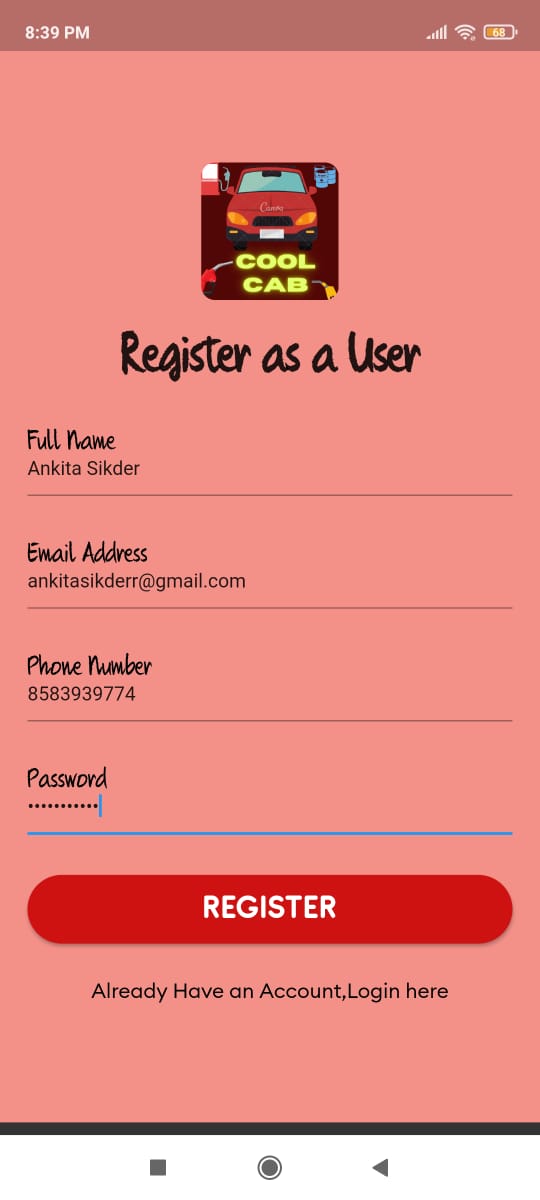 8:39 PM
68
Canva
COOL
CAB
Register as a User
Full Name
Ankita Sikder
Email Address
ankitasikderr@gmail.com
Phone Number
8583939774
Password
•••••••••••
REGISTER
Already Have an Account,Login here